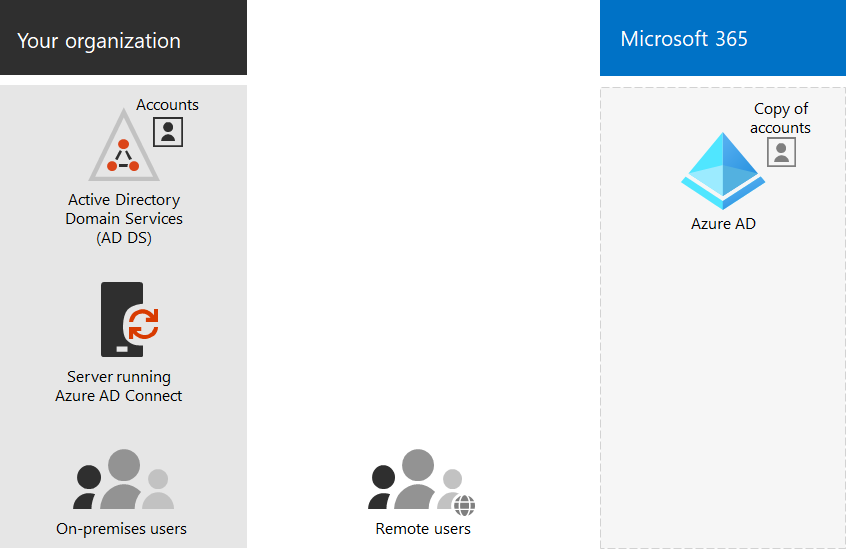 Your organization
Microsoft 365
Accounts
Active Directory
Domain Services
(AD DS)
Copy of
accounts
Azure AD
Server running
Azure AD Connect
On-premises users
Remote users